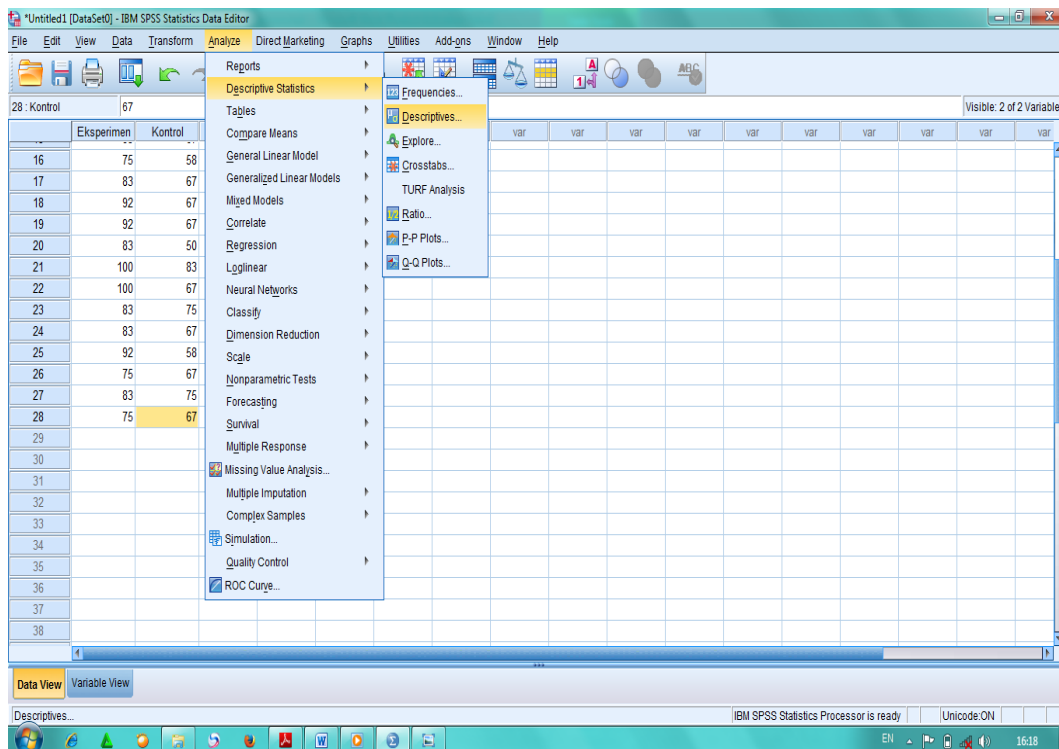 *Untitled1 [DataSet0] - IBM SPSS Statistics Data Editor
File Edit View Data Transform Analyze Direct Marketing Graphs Utilities Add-ons Window Help
28 : Kontrol 67 Visible: 2 of 2 Variable
Eksperimen Kontrol var var var var var var var var var var
16 75 58
17 83 67
18 92 67
19 92 67
20 83 50
21 100 83
22 100 67
23 83 75
24 83 67
25 92 58
26 75 67
27 83 75
28 75 67
29
30
31
32
33
34
35
36
37
38
Reports
Descriptive Statistics
Tables
Compare Means
General Linear Model
Generalized Linear Models
Mixed Models
Correlate
Regression
Loglinear
Neural Networks
Classify
Dimension Reduction
Scale
Nonparametric Tests
Forecasting
Survival
Multiple Response
Missing Value Analysis...
Multiple Imputation
Complex Samples
Simulation...
Quality Control
ROC Curve...
Frequencies...
Descriptives...
Explore...
Crosstabs...
TURF Analysis
Ratio...
P-P Plots...
Q-Q Plots...
Data View Variable View
Descriptives... IBM SPSS Statistics Processor is ready Unicode:ON
EN 16:18